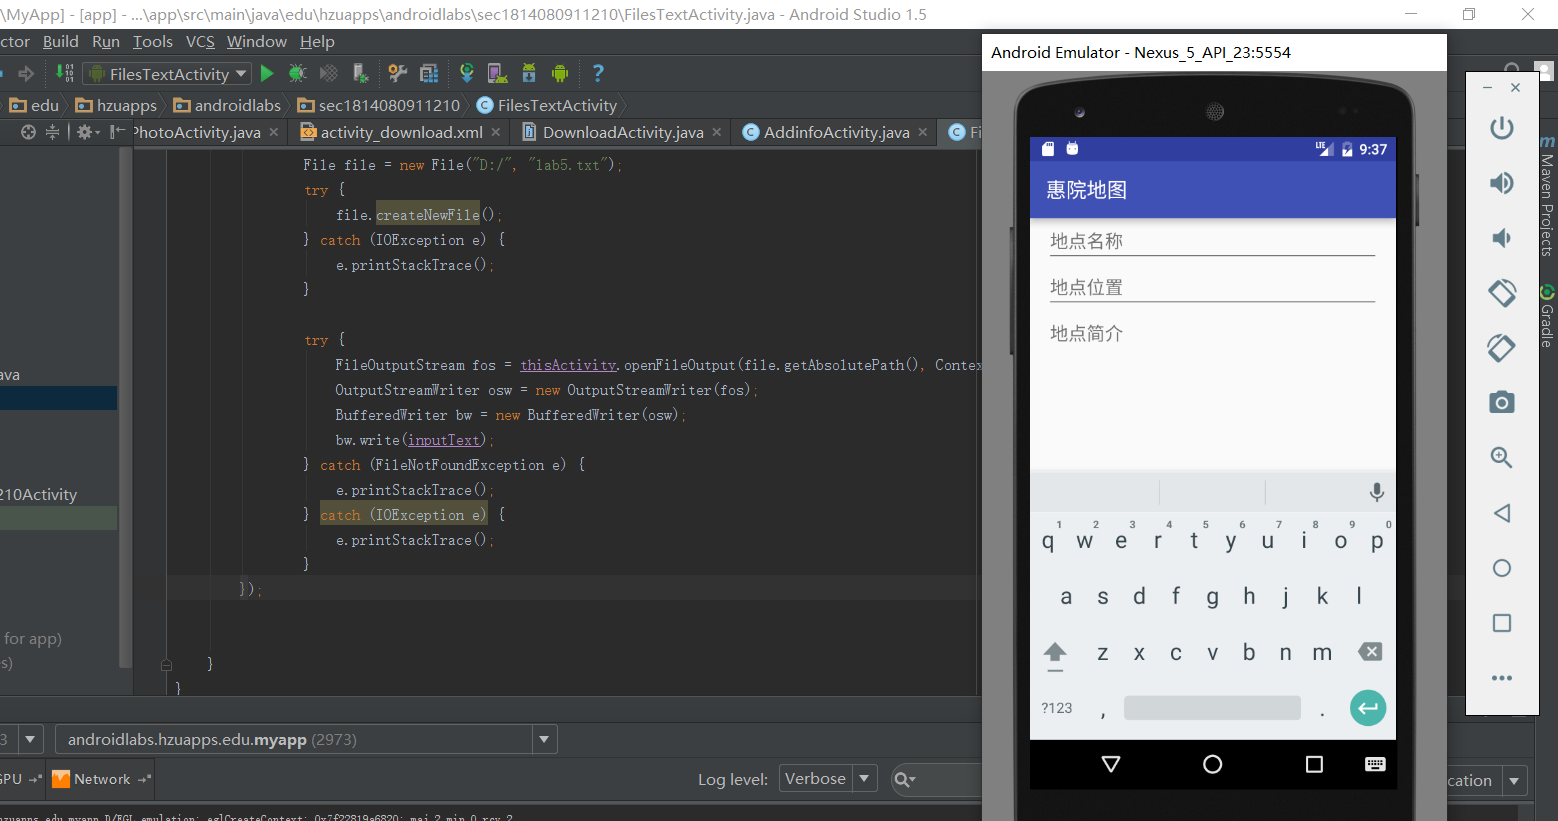 \MyApp] - [app] - ...\app\src\main\java\edu\hzuapps\androidlabs\sec1814080911210\FilesTextActivity.java - Android Studio 1.5
ctor Build Run Tools VCS Window Help
FilesTextActivity
edu hzuapps androidlabs sec1814080911210 FilesTextActivity
PhotoActivity.java activity_download.xml DownloadActivity.java AddinfoActivity.java Fi
File file = new File("D:/", "lab5.txt");
try {
file.createNewFile();
} catch (IOException e) {
e.printStackTrace();
}
try {
FileOutputStream fos = thisActivity.openFileOutput(file.getAbsolutePath(), Contex
OutputStreamWriter osw = new OutputStreamWriter(fos);
BufferedWriter bw = new BufferedWriter(osw);
bw.write(inputText);
} catch (FileNotFoundException e) {
e.printStackTrace();
} catch (IOException e) {
e.printStackTrace();
}
});
}
}
ava
210Activity
for app)
s)
3 androidlabs.hzuapps.edu.myapp (2973)
GPU Network
Log level: Verbose
cation
hzuapps.edu.myapp D/EGL_emulation: eglCreateContext: 0x7f22819a6820: maj 2 min 0 rcv 2
Android Emulator - Nexus_5_API_23:5554
LTE 9:37
惠院地图
地点名称
地点位置
地点简介
1 2 3 4 5 6 7 8 9 0
q w e r t y u i o p
a s d f g h j k l
z x c v b n m
?123 , .
m Maven Projects
Gradle